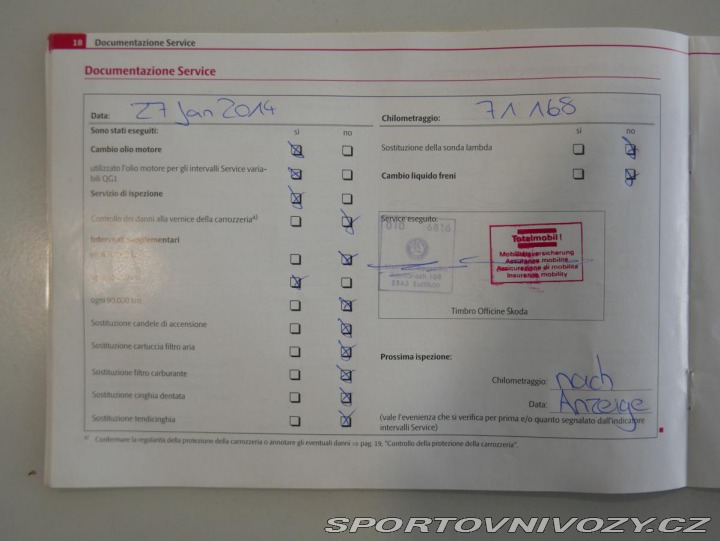 18 Documentazione Service
Documentazione Service
Data: 27 Jan 2014
Chilometraggio: 71 168
Sono stati eseguiti: sì no
sì no
Cambio olio motore
Sostituzione della sonda lambda
utilizzato l'olio motore per gli intervalli Service varia-
bili QG1
Cambio liquido freni
Servizio di ispezione
Controllo dei danni alla vernice della carrozzeria a)
Service eseguito:
010 6816
Totalmobil!
Mobilitätsversicherung
Assurance mobilité
Assicurazione di mobilità
Insurance mobility
Intervalli supplementari
ogni 90.000 km
Timbro Officine Škoda
Sostituzione candele di accensione
Sostituzione cartuccia filtro aria
Sostituzione filtro carburante
Sostituzione cinghia dentata
Sostituzione tendicinghia
Prossima ispezione:
Chilometraggio: nach
Data: Anzeige
(vale l'evenienza che si verifica per prima e/o quanto segnalato dall'indicatore
intervalli Service)
a) Confermare la regolarità della protezione della carrozzeria o annotare gli eventuali danni ⇒ pag. 19, "Controllo della protezione della carrozzeria"
SPORTOVNIVOZY.CZ